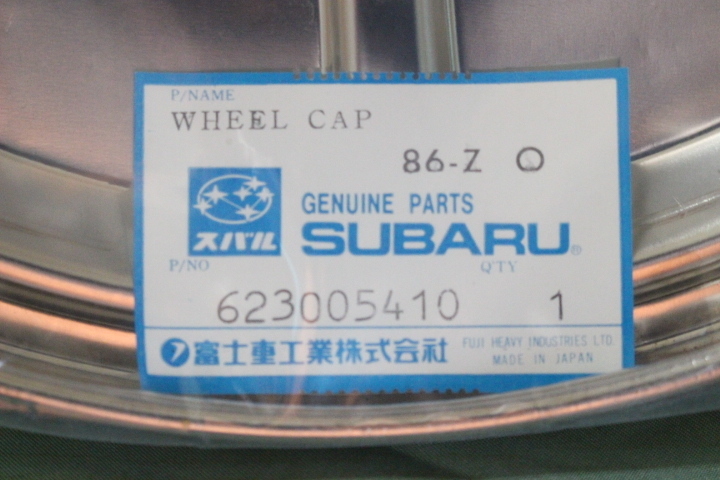 P/NAME
WHEEL CAP
86-Z O
スバル
GENUINE PARTS
SUBARU®
P/NO
Q'TY
623005410 1
富士重工業株式会社
FUJI HEAVY INDUSTRIES LTD.
MADE IN JAPAN